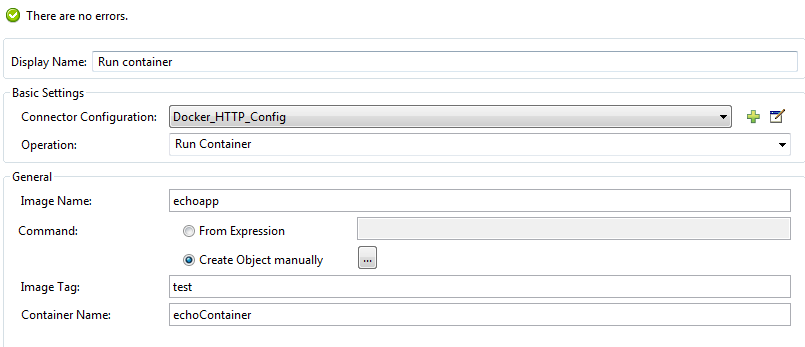 There are no errors.
Display Name: Run container
Basic Settings
Connector Configuration: Docker_HTTP_Config
Operation: Run Container
General
Image Name: echoapp
Command: From Expression
Create Object manually ...
Image Tag: test
Container Name: echoContainer